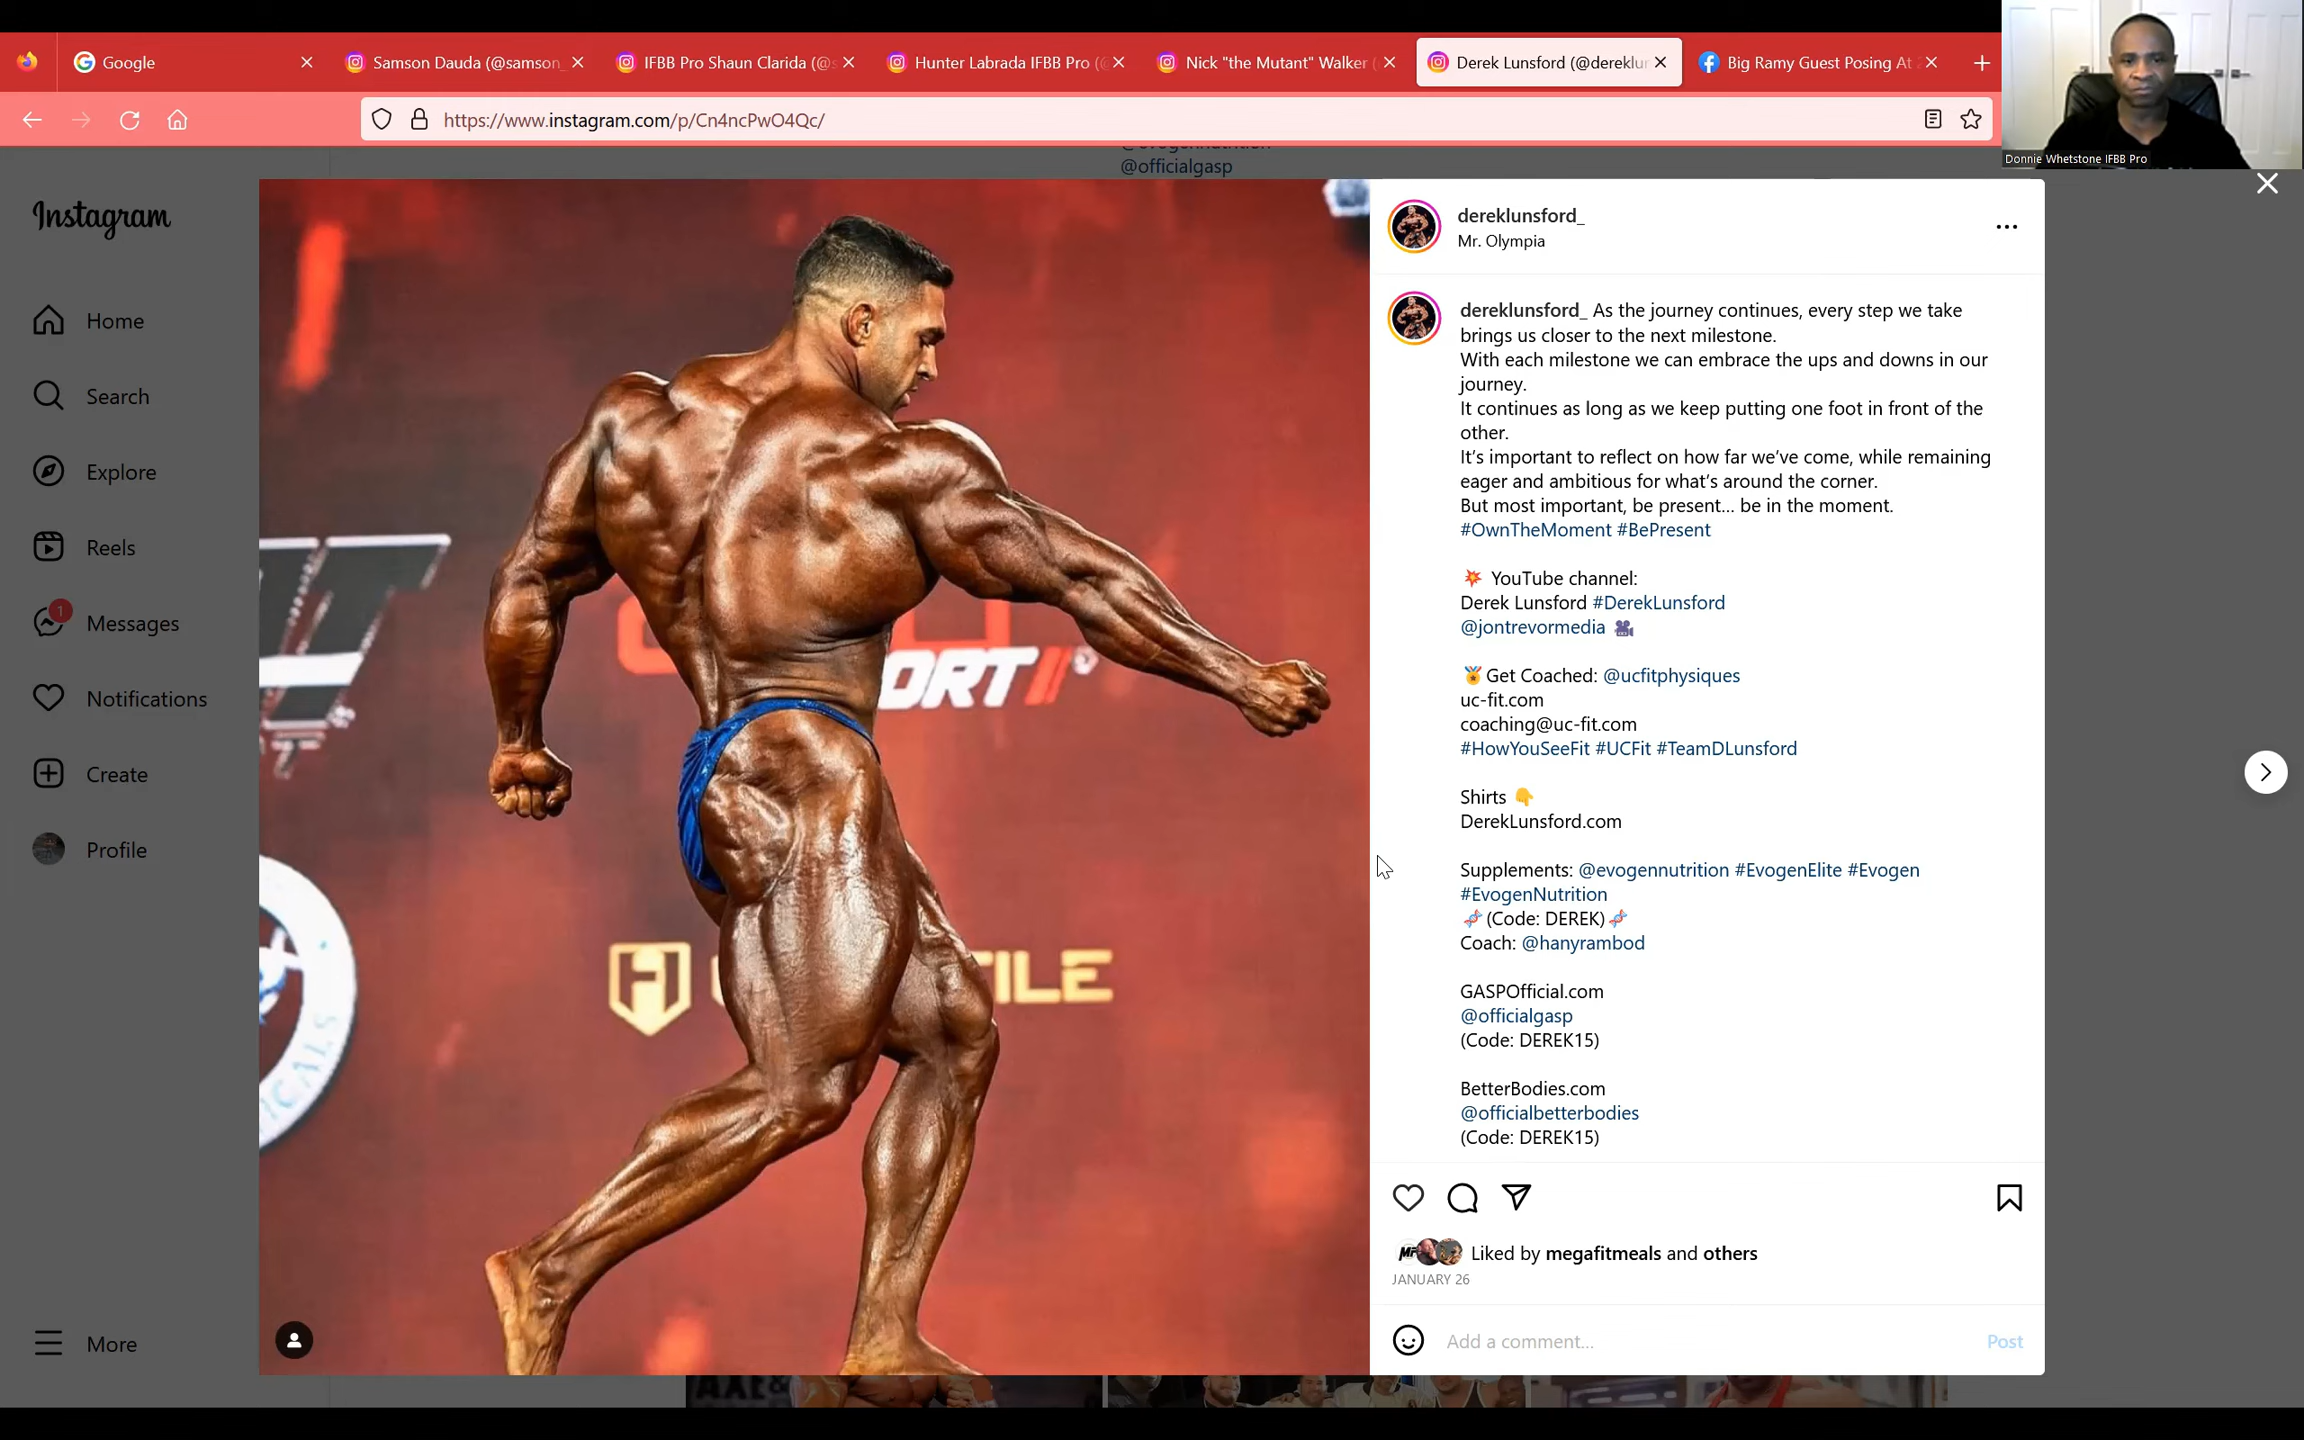 Google
Samson Dauda (@samson_
IFBB Pro Shaun Clarida (@s
Hunter Labrada IFBB Pro (@
Nick "the Mutant" Walker (
Derek Lunsford (@dereklun
Big Ramy Guest Posing At
Donnie Whetstone IFBB Pro
https://www.instagram.com/p/Cn4ncPwO4Qc/
@officialgasp
Instagram
Home
Search
Explore
Reels
1
Messages
Notifications
Create
Profile
More
ORT
TILE
ICALS
dereklunsford_
Mr. Olympia
dereklunsford_ As the journey continues, every step we take
brings us closer to the next milestone.
With each milestone we can embrace the ups and downs in our
journey.
It continues as long as we keep putting one foot in front of the
other.
It’s important to reflect on how far we’ve come, while remaining
eager and ambitious for what’s around the corner.
But most important, be present... be in the moment.
#OwnTheMoment #BePresent
💥 YouTube channel:
Derek Lunsford #DerekLunsford
@jontrevormedia 🎥
🏅Get Coached: @ucfitphysiques
uc-fit.com
coaching@uc-fit.com
#HowYouSeeFit #UCFit #TeamDLunsford
Shirts 👇
DerekLunsford.com
Supplements: @evogennutrition #EvogenElite #Evogen
#EvogenNutrition
🧬(Code: DEREK)🧬
Coach: @hanyrambod
GASPOfficial.com
@officialgasp
(Code: DEREK15)
BetterBodies.com
@officialbetterbodies
(Code: DEREK15)
Liked by megafitmeals and others
JANUARY 26
Add a comment...
Post